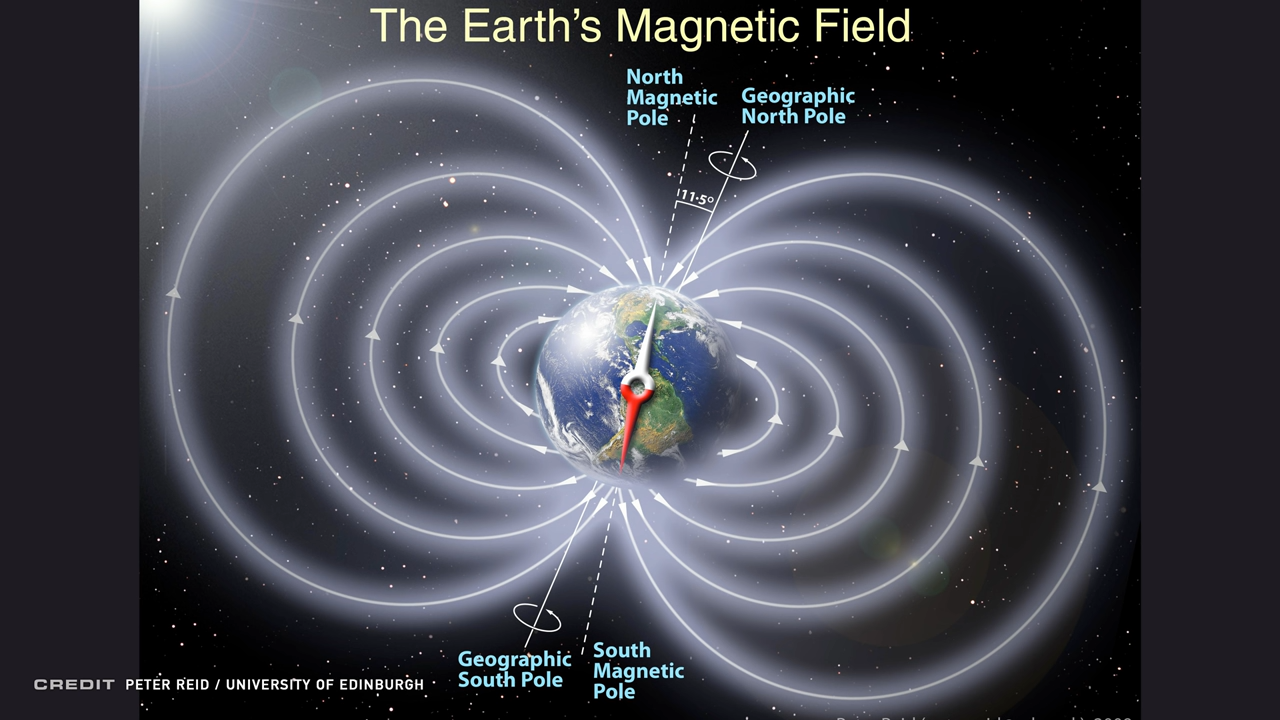 The Earth's Magnetic Field
North
Magnetic
Pole
Geographic
North Pole
11·5°
Geographic
South Pole
South
Magnetic
Pole
CREDIT PETER REID / UNIVERSITY OF EDINBURGH